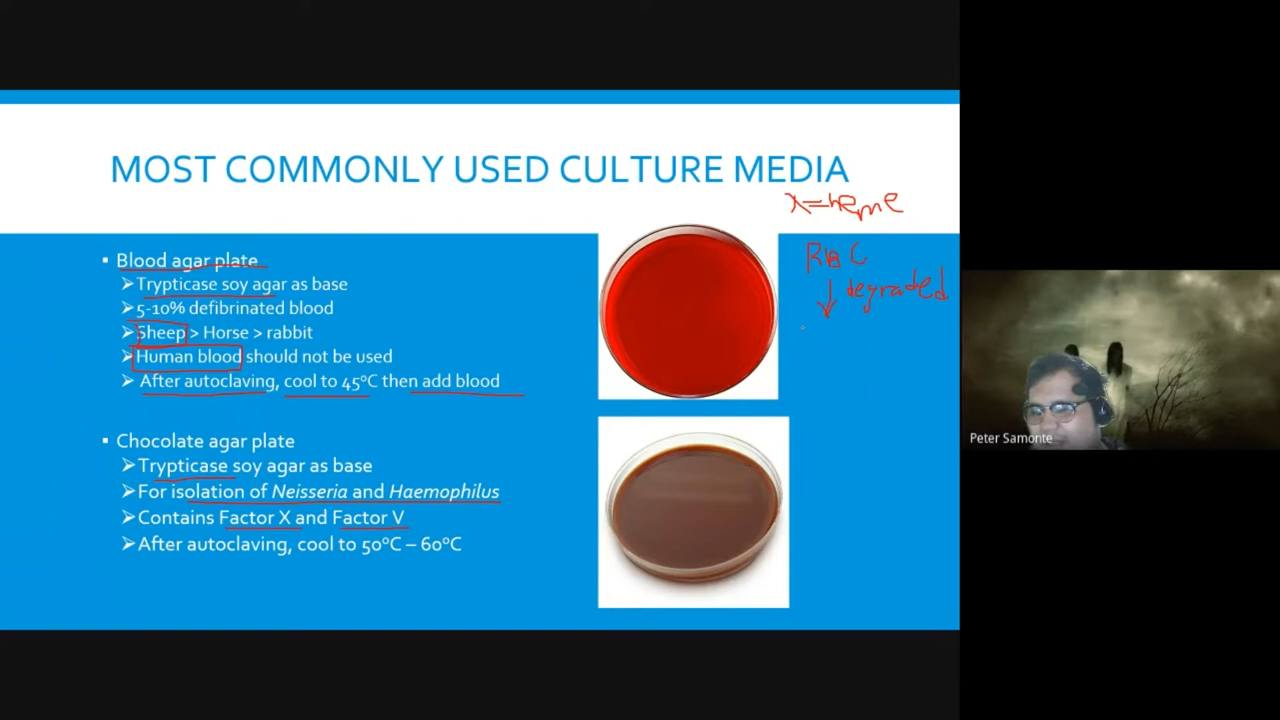 MOST COMMONLY USED CULTURE MEDIA
X=heme
▪ Blood agar plate
➢Trypticase soy agar as base
➢5-10% defibrinated blood
➢Sheep > Horse > rabbit
➢Human blood should not be used
➢ After autoclaving, cool to 45°C then add blood
RBC
↓ degraded
▪ Chocolate agar plate
➢Trypticase soy agar as base
➢For isolation of Neisseria and Haemophilus
➢Contains Factor X and Factor V
➢After autoclaving, cool to 50°C – 60°C
Peter Samonte